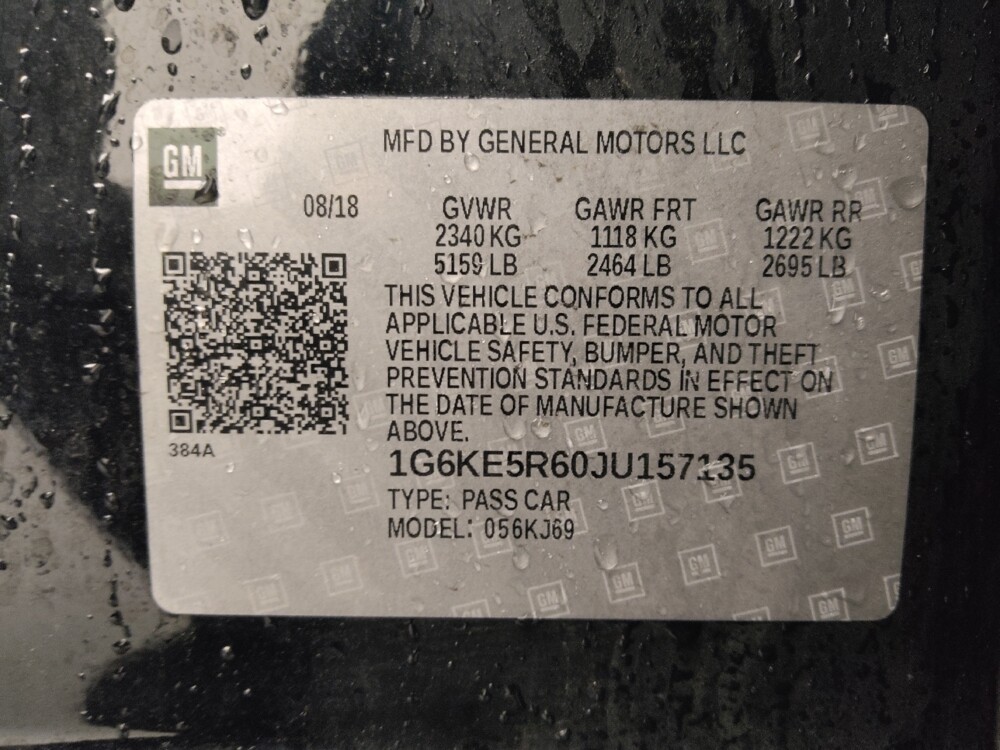 GM
MFD BY GENERAL MOTORS LLC
08/18 GVWR GAWR FRT GAWR RR
2340 KG 1118 KG 1222 KG
5159 LB 2464 LB 2695 LB
THIS VEHICLE CONFORMS TO ALL
APPLICABLE U.S. FEDERAL MOTOR
VEHICLE SAFETY, BUMPER, AND THEFT
PREVENTION STANDARDS IN EFFECT ON
THE DATE OF MANUFACTURE SHOWN
ABOVE.
384A
1G6KE5R60JU157135
TYPE: PASS CAR
MODEL: 056KJ69